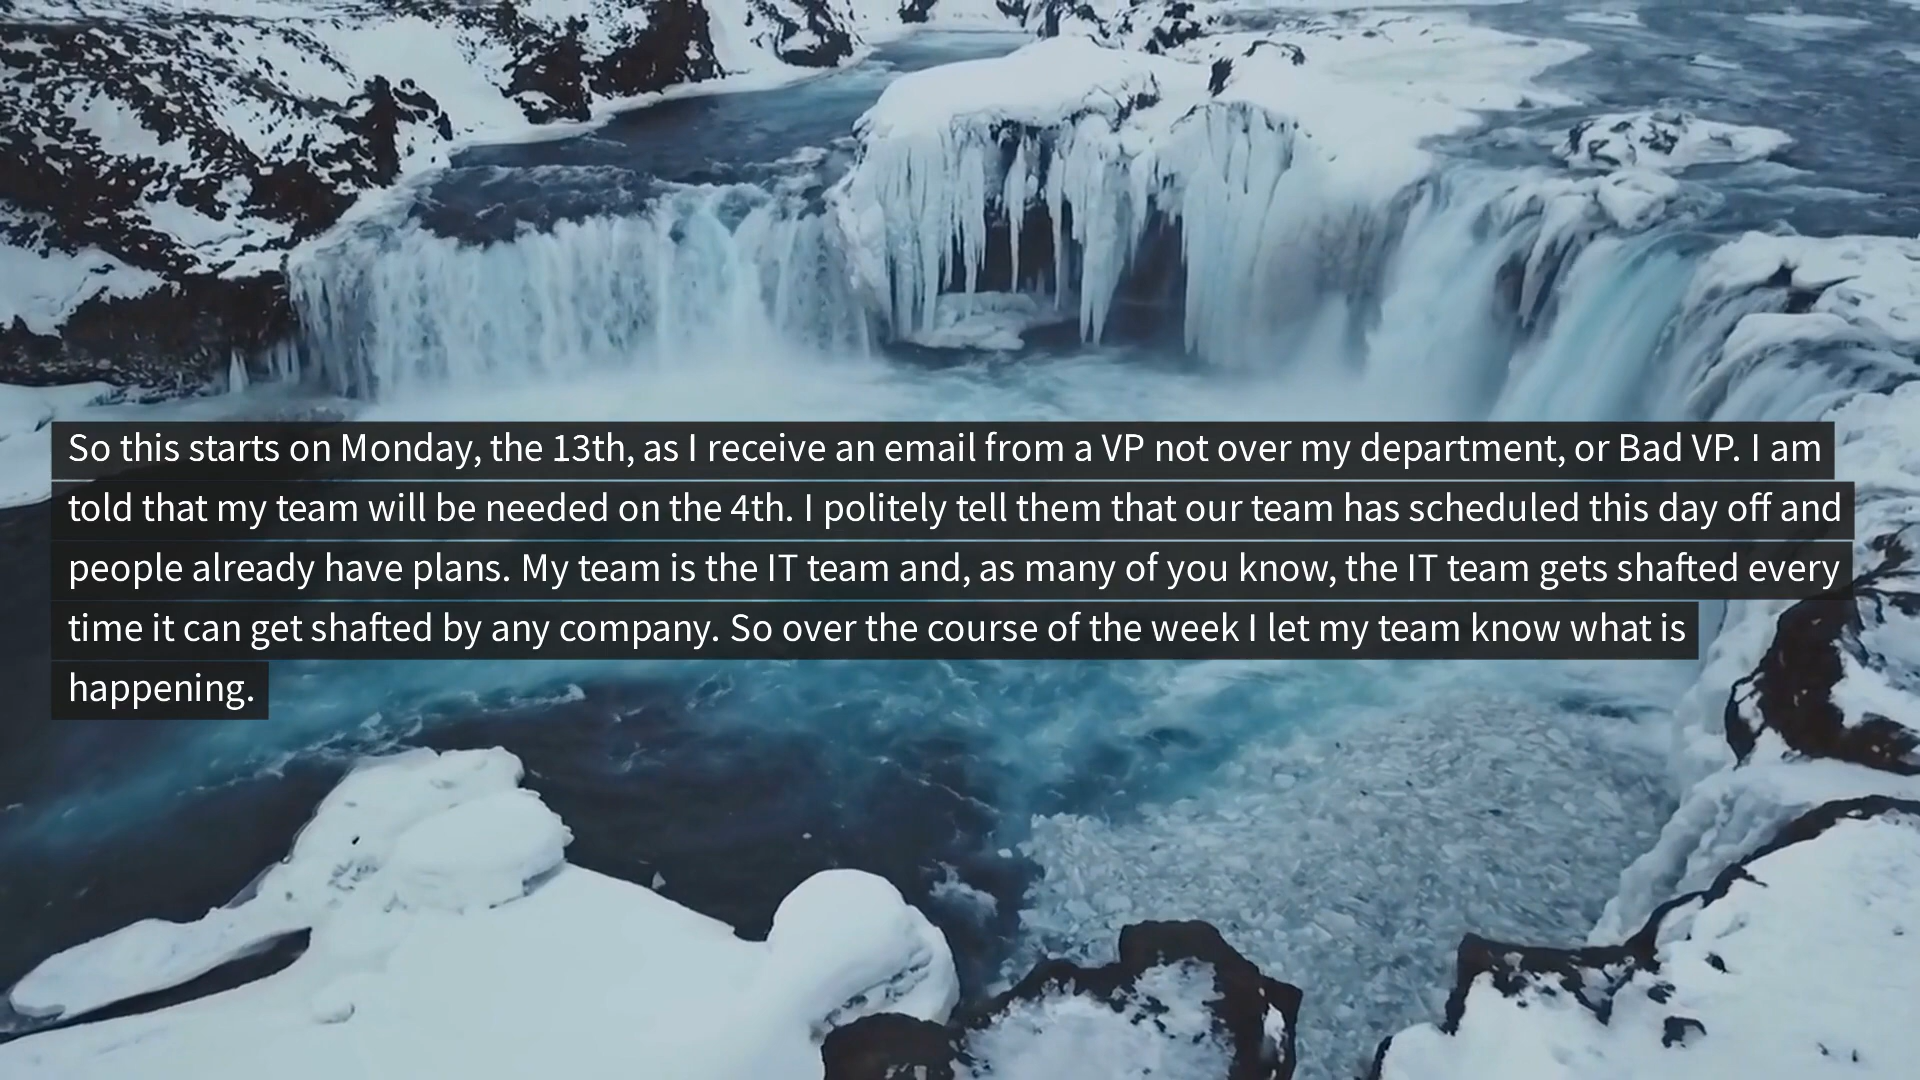 So this starts on Monday, the 13th, as I receive an email from a VP not over my department, or Bad VP. I am
told that my team will be needed on the 4th. I politely tell them that our team has scheduled this day off and
people already have plans. My team is the IT team and, as many of you know, the IT team gets shafted every
time it can get shafted by any company. So over the course of the week I let my team know what is
happening.